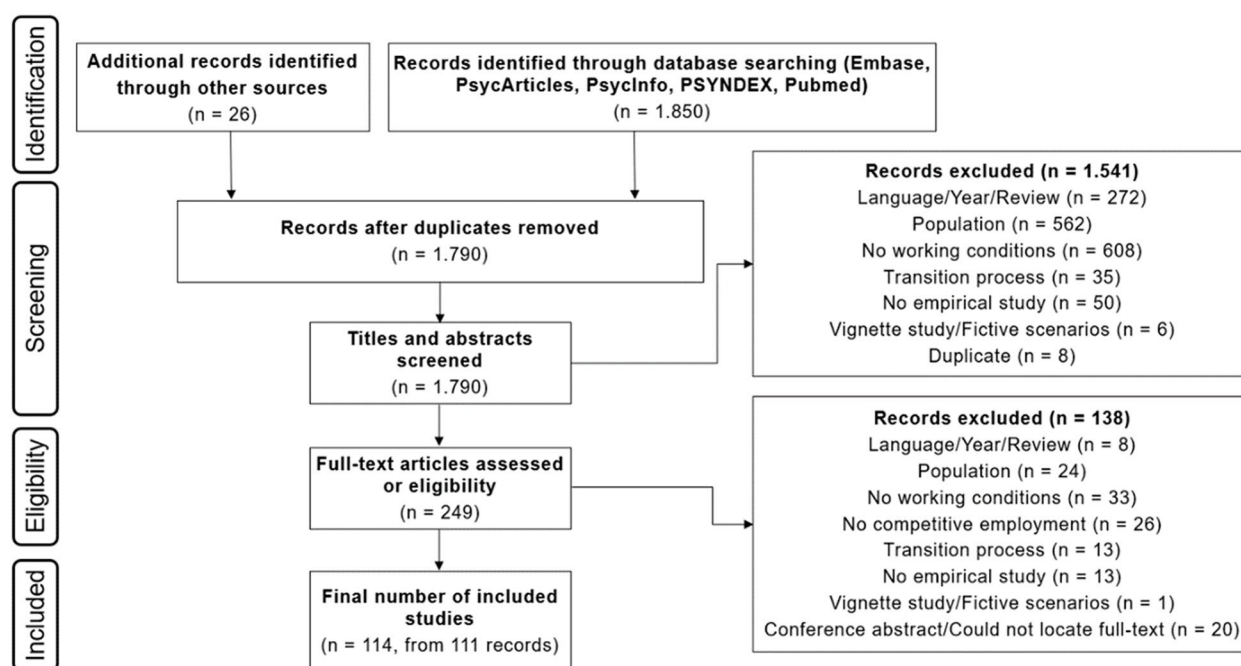 Identification
Additional records identified
through other sources
(n = 26)
Records identified through database searching (Embase,
PsycArticles, PsycInfo, PSYNDEX, Pubmed)
(n = 1.850)
Screening
Records after duplicates removed
(n = 1.790)
Titles and abstracts
screened
(n = 1.790)
Records excluded (n = 1.541)
Language/Year/Review (n = 272)
Population (n = 562)
No working conditions (n = 608)
Transition process (n = 35)
No empirical study (n = 50)
Vignette study/Fictive scenarios (n = 6)
Duplicate (n = 8)
Eligibility
Full-text articles assessed
or eligibility
(n = 249)
Records excluded (n = 138)
Language/Year/Review (n = 8)
Population (n = 24)
No working conditions (n = 33)
No competitive employment (n = 26)
Transition process (n = 13)
No empirical study (n = 13)
Vignette study/Fictive scenarios (n = 1)
Conference abstract/Could not locate full-text (n = 20)
Included
Final number of included
studies
(n = 114, from 111 records)